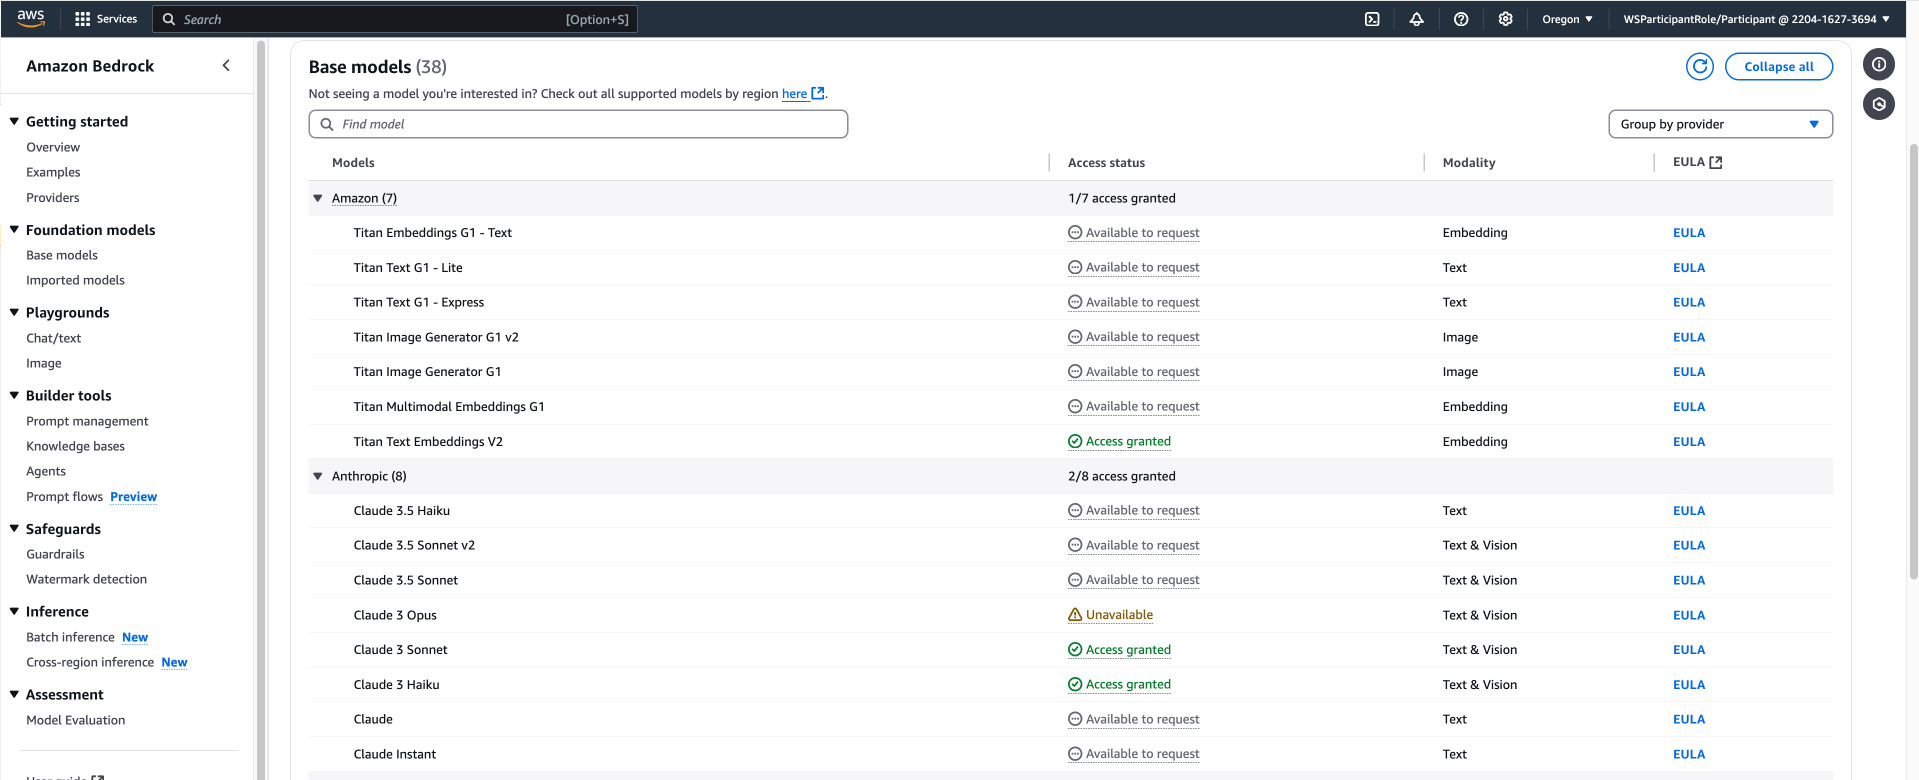 aws Services Search [Option+S] Oregon ▼ WSParticipantRole/Participant @ 2204-1627-3694 ▼
Amazon Bedrock
Getting started
Overview
Examples
Providers
Foundation models
Base models
Imported models
Playgrounds
Chat/text
Image
Builder tools
Prompt management
Knowledge bases
Agents
Prompt flows Preview
Safeguards
Guardrails
Watermark detection
Inference
Batch inference New
Cross-region inference New
Assessment
Model Evaluation
User guide
Base models (38)
Collapse all
Not seeing a model you're interested in? Check out all supported models by region here.
Find model
Group by provider
Models Access status Modality EULA
Amazon (7) 1/7 access granted
Titan Embeddings G1 - Text Available to request Embedding EULA
Titan Text G1 - Lite Available to request Text EULA
Titan Text G1 - Express Available to request Text EULA
Titan Image Generator G1 v2 Available to request Image EULA
Titan Image Generator G1 Available to request Image EULA
Titan Multimodal Embeddings G1 Available to request Embedding EULA
Titan Text Embeddings V2 Access granted Embedding EULA
Anthropic (8) 2/8 access granted
Claude 3.5 Haiku Available to request Text EULA
Claude 3.5 Sonnet v2 Available to request Text & Vision EULA
Claude 3.5 Sonnet Available to request Text & Vision EULA
Claude 3 Opus Unavailable Text & Vision EULA
Claude 3 Sonnet Access granted Text & Vision EULA
Claude 3 Haiku Access granted Text & Vision EULA
Claude Available to request Text EULA
Claude Instant Available to request Text EULA